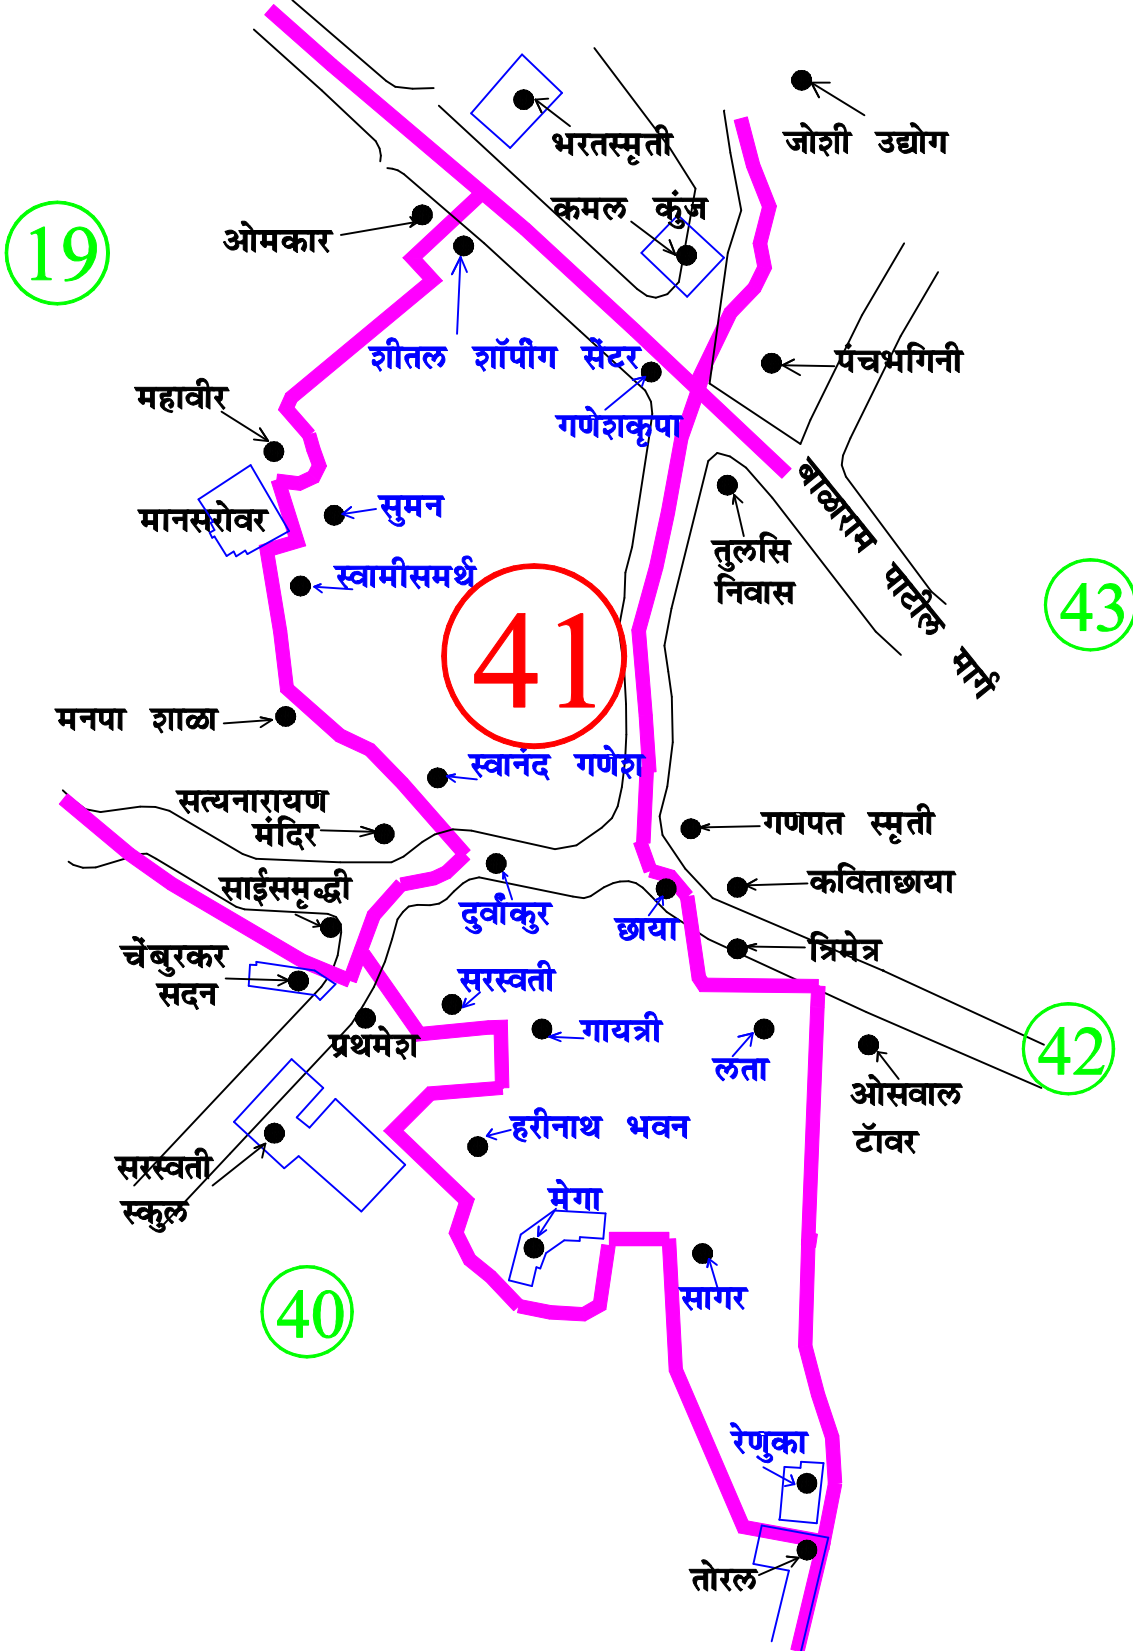 भरतस्मृती
जोशी उद्योग
कमल कुंज
ओमकार
19
शीतल शॉपींग सेंटर
पंचभगिनी
महावीर
गणेशकृपा
मानसरोवर
सुमन
बाळाराम पाटील मार्ग
तुलसि
निवास
स्वामीसमर्थ
43
41
मनपा शाळा
स्वानंद गणेश
सत्यनारायण
मंदिर
गणपत स्मृती
साईसमृद्धी
कविताछाया
दुर्वांकुर
छाया
चेंबुरकर
सदन
त्रिमेत्र
सरस्वती
गायत्री
प्रथमेश
लता
42
ओसवाल
टॅावर
हरीनाथ भवन
सरस्वती
स्कुल
मेगा
सागर
40
रेणुका
तोरल